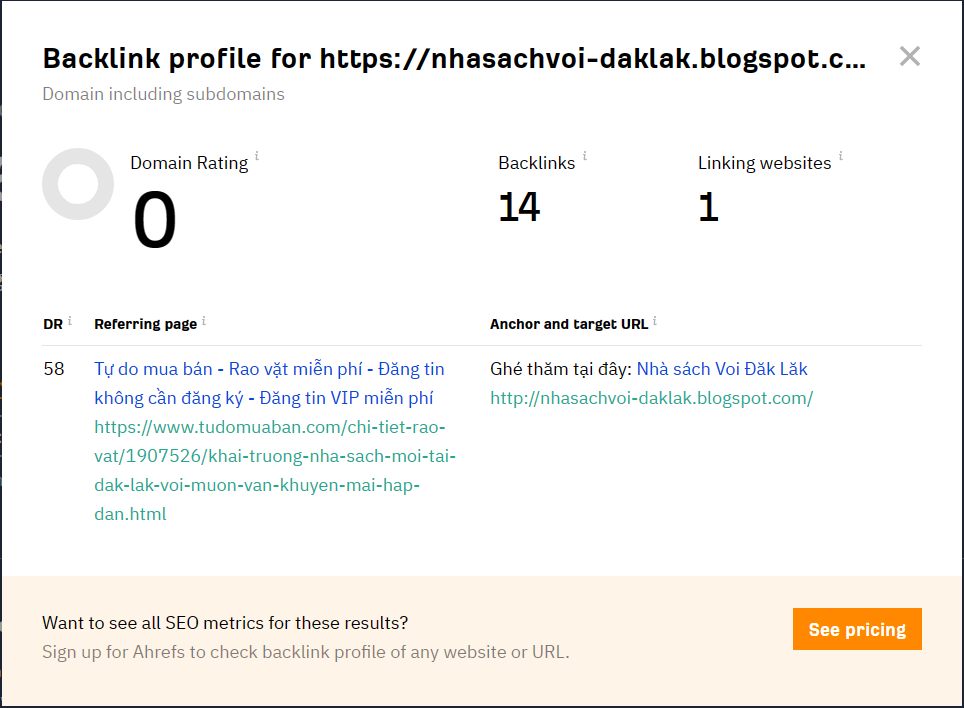 Backlink profile for https://nhasachvoi-daklak.blogspot.c...
Domain including subdomains
Domain Rating i
0
Backlinks i
14
Linking websites i
1
DR i Referring page i Anchor and target URL i
58
Tự do mua bán - Rao vặt miễn phí - Đăng tin
không cần đăng ký - Đăng tin VIP miễn phí
https://www.tudomuaban.com/chi-tiet-rao-
vat/1907526/khai-truong-nha-sach-moi-tai-
dak-lak-voi-muon-van-khuyen-mai-hap-
dan.html
Ghé thăm tại đây: Nhà sách Voi Đăk Lăk
http://nhasachvoi-daklak.blogspot.com/
Want to see all SEO metrics for these results?
Sign up for Ahrefs to check backlink profile of any website or URL.
See pricing